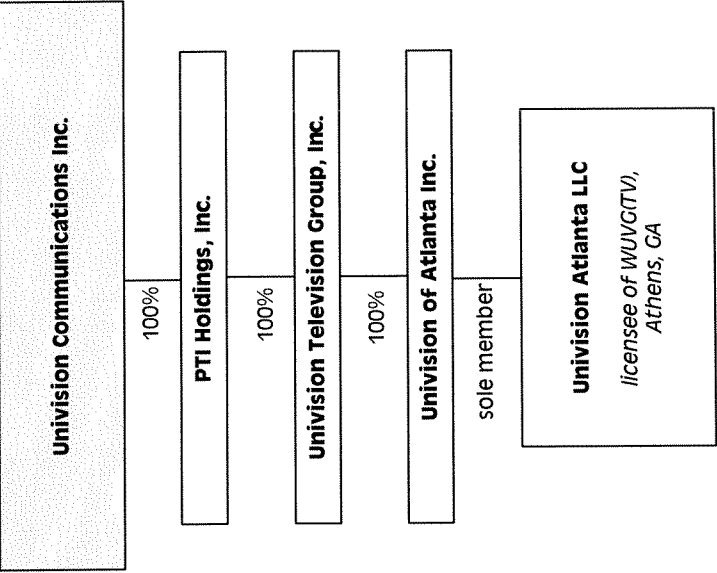 Univision Communications Inc.
100%
PTI Holdings, Inc.
100%
Univision Television Group, Inc.
100%
Univision of Atlanta Inc.
sole member
Univision Atlanta LLC
licensee of WUVG(TV),
Athens, GA